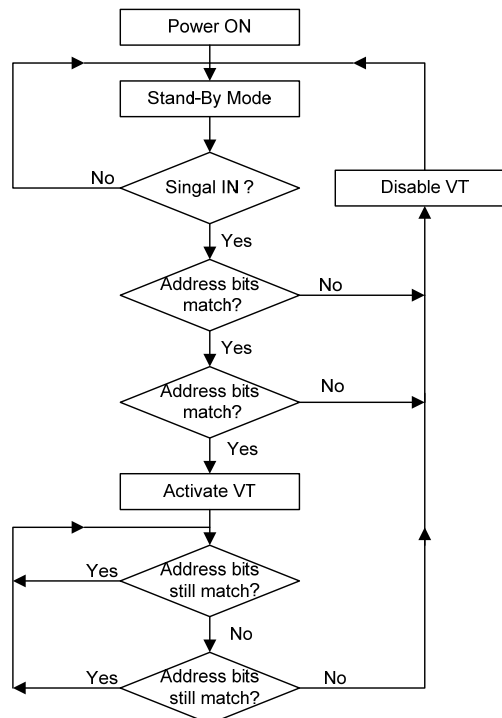 Power ON
Stand-By Mode
No
Singal IN ?
Disable VT
Yes
Address bits
match?
No
Yes
Address bits
match?
No
Yes
Activate VT
Yes
Address bits
still match?
No
Yes
Address bits
still match?
No